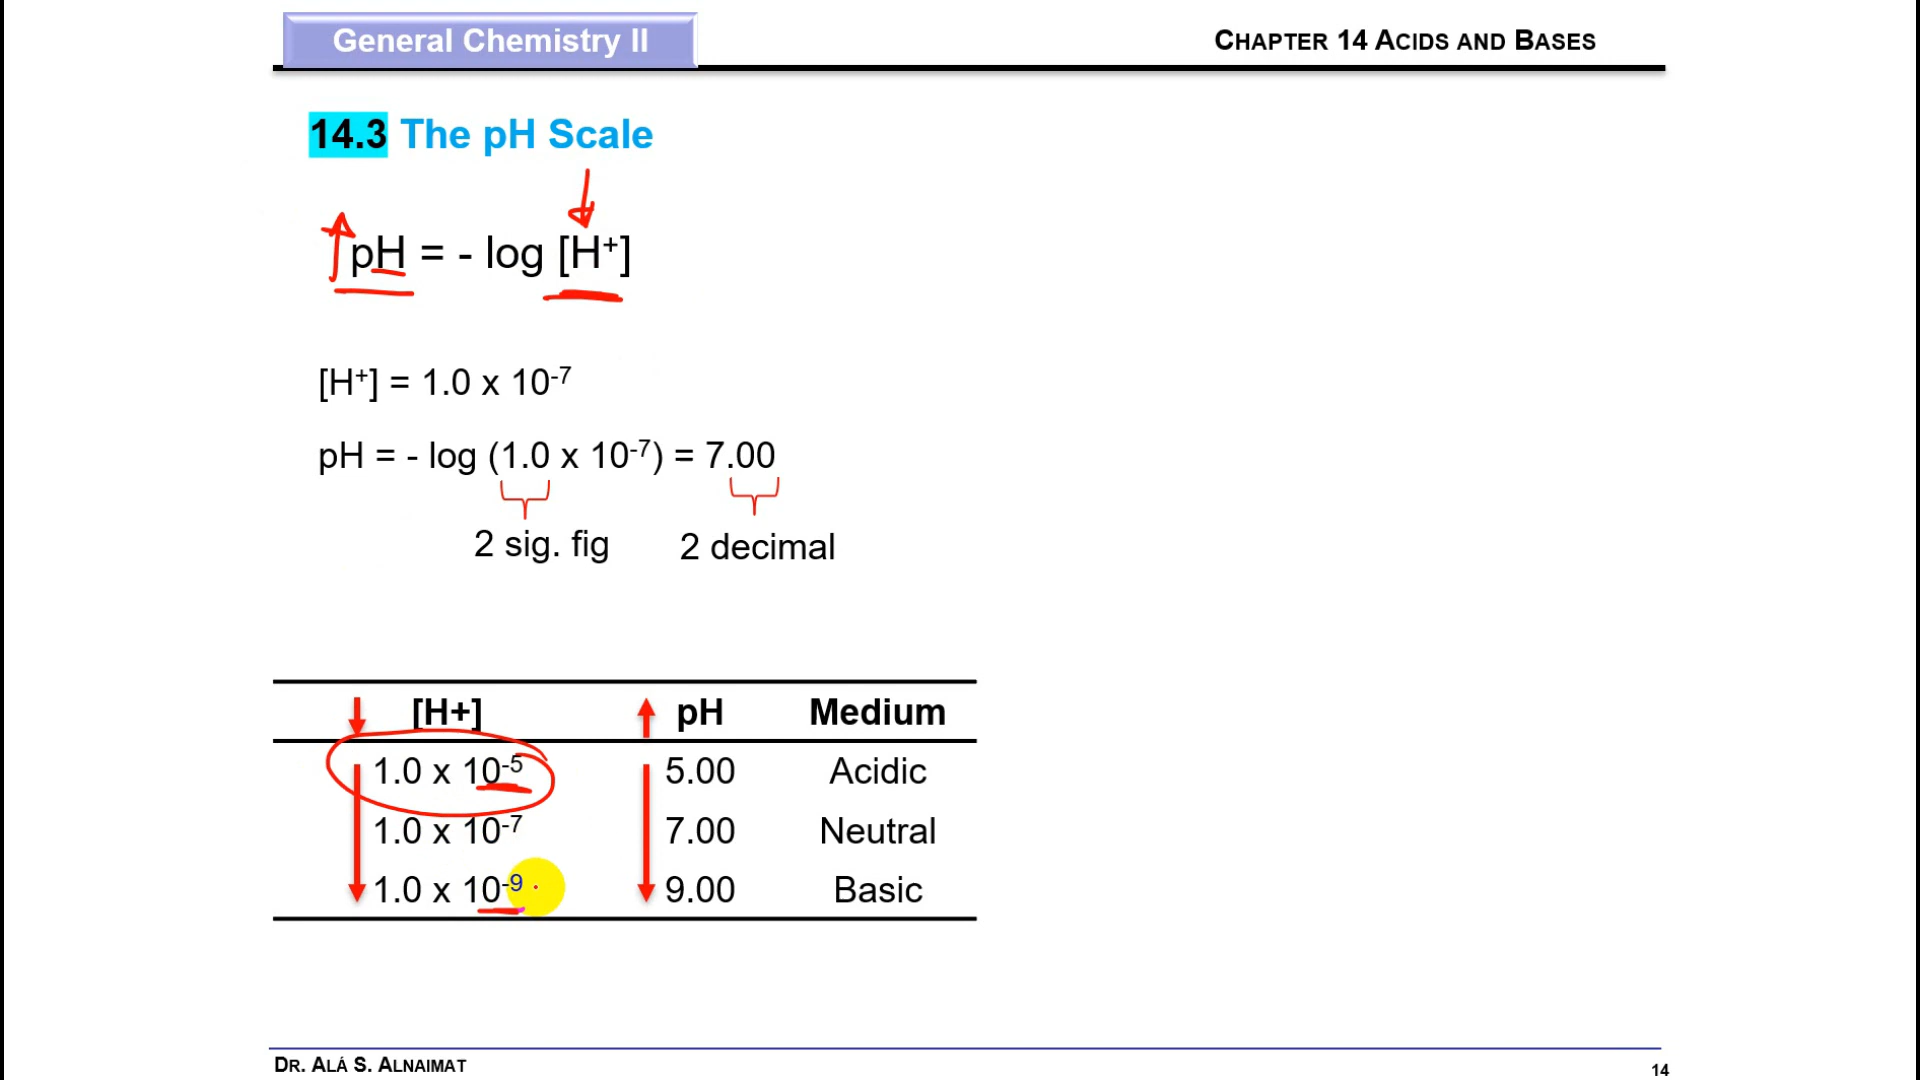 General Chemistry II
CHAPTER 14 ACIDS AND BASES
14.3 The pH Scale
pH = - log [H⁺]
[H⁺] = 1.0 x 10⁻⁷
pH = - log (1.0 x 10⁻⁷) = 7.00
2 sig. fig 2 decimal
[H+] pH Medium
1.0 x 10⁻⁵ 5.00 Acidic
1.0 x 10⁻⁷ 7.00 Neutral
1.0 x 10⁻⁹ 9.00 Basic
DR. ALÁ S. ALNAIMAT
14